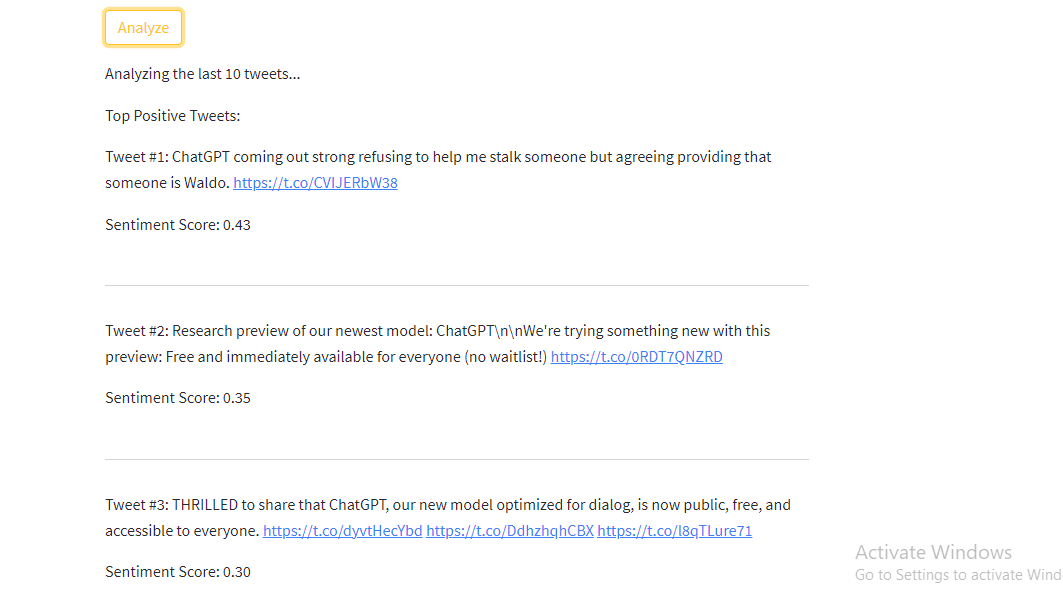 Analyze
Analyzing the last 10 tweets...
Top Positive Tweets:
Tweet #1: ChatGPT coming out strong refusing to help me stalk someone but agreeing providing that
someone is Waldo. https://t.co/CVIJERbW38
Sentiment Score: 0.43
Tweet #2: Research preview of our newest model: ChatGPT\n\nWe're trying something new with this
preview: Free and immediately available for everyone (no waitlist!) https://t.co/0RDT7QNZRD
Sentiment Score: 0.35
Tweet #3: THRILLED to share that ChatGPT, our new model optimized for dialog, is now public, free, and
accessible to everyone. https://t.co/dyvtHecYbd https://t.co/DdhzhqhCBX https://t.co/l8qTLure71
Sentiment Score: 0.30
Activate Windows
Go to Settings to activate Wind